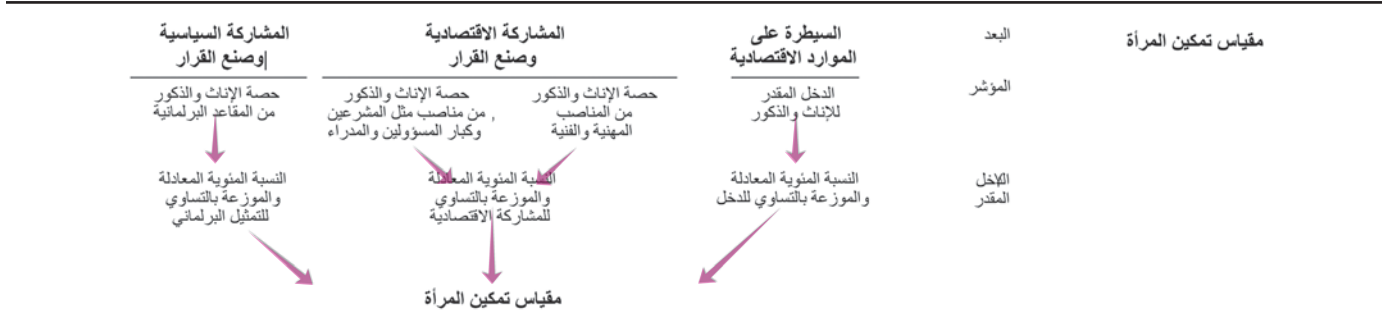 مقياس تمكين المرأة
البعد
السيطرة على
الموارد الاقتصادية
المشاركة الاقتصادية
وصنع القرار
المشاركة السياسية
وصنع القرار
المؤشر
الدخل المقدر
للإناث والذكور
حصة الإناث والذكور
من المناصب
المهنية والفنية
حصة الإناث والذكور
من مناصب مثل المشرعين ,
وكبار المسؤولين والمدراء
حصة الإناث والذكور
من المقاعد البرلمانية
المقدر
النسبة المئوية المعادلة
والموزعة بالتساوي للدخل
النسبة المئوية المعادلة
والموزعة بالتساوي
للمشاركة الاقتصادية
النسبة المئوية المعادلة
والموزعة بالتساوي
للتمثيل البرلماني
مقياس تمكين المرأة